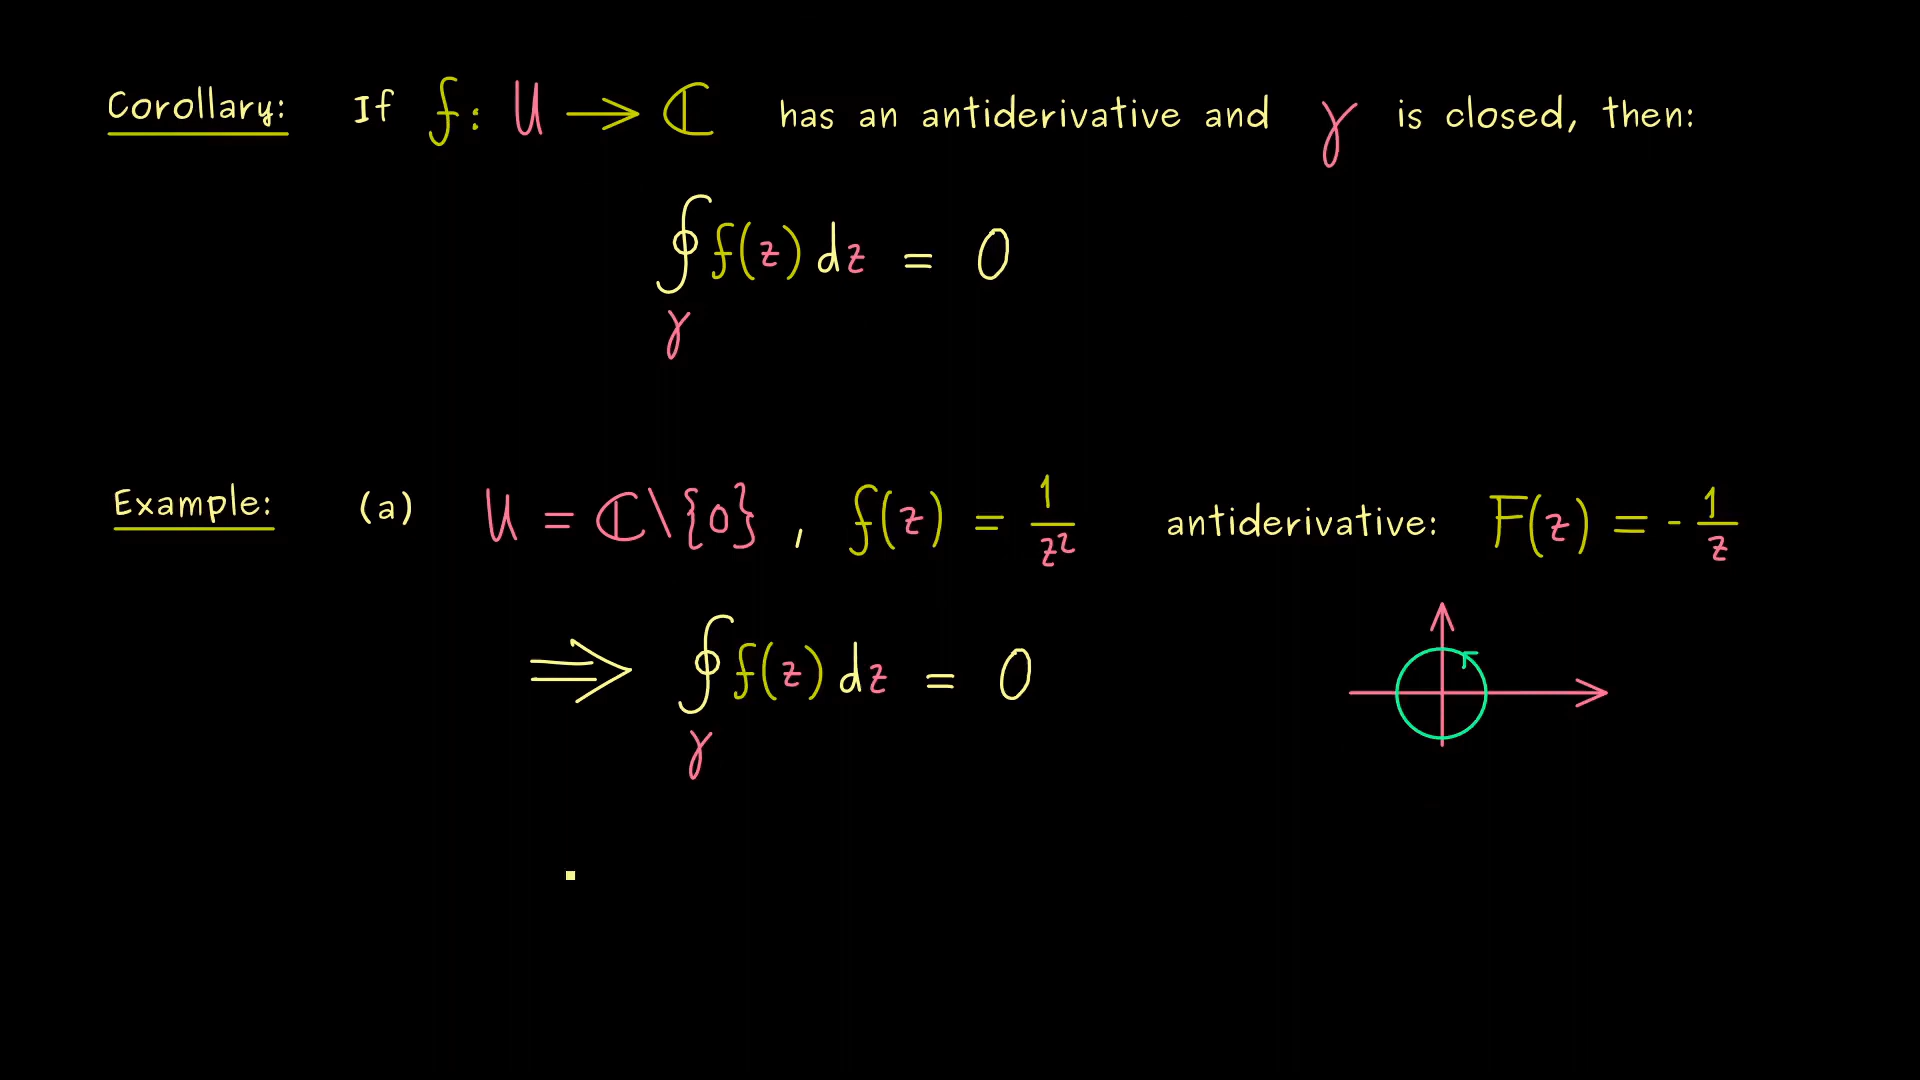 Corollary: If f: U → ℂ has an antiderivative and γ is closed, then:
∮_γ f(z) dz = 0
Example: (a) U = ℂ\{0} , f(z) = 1/z² antiderivative: F(z) = - 1/z
⇒ ∮_γ f(z) dz = 0